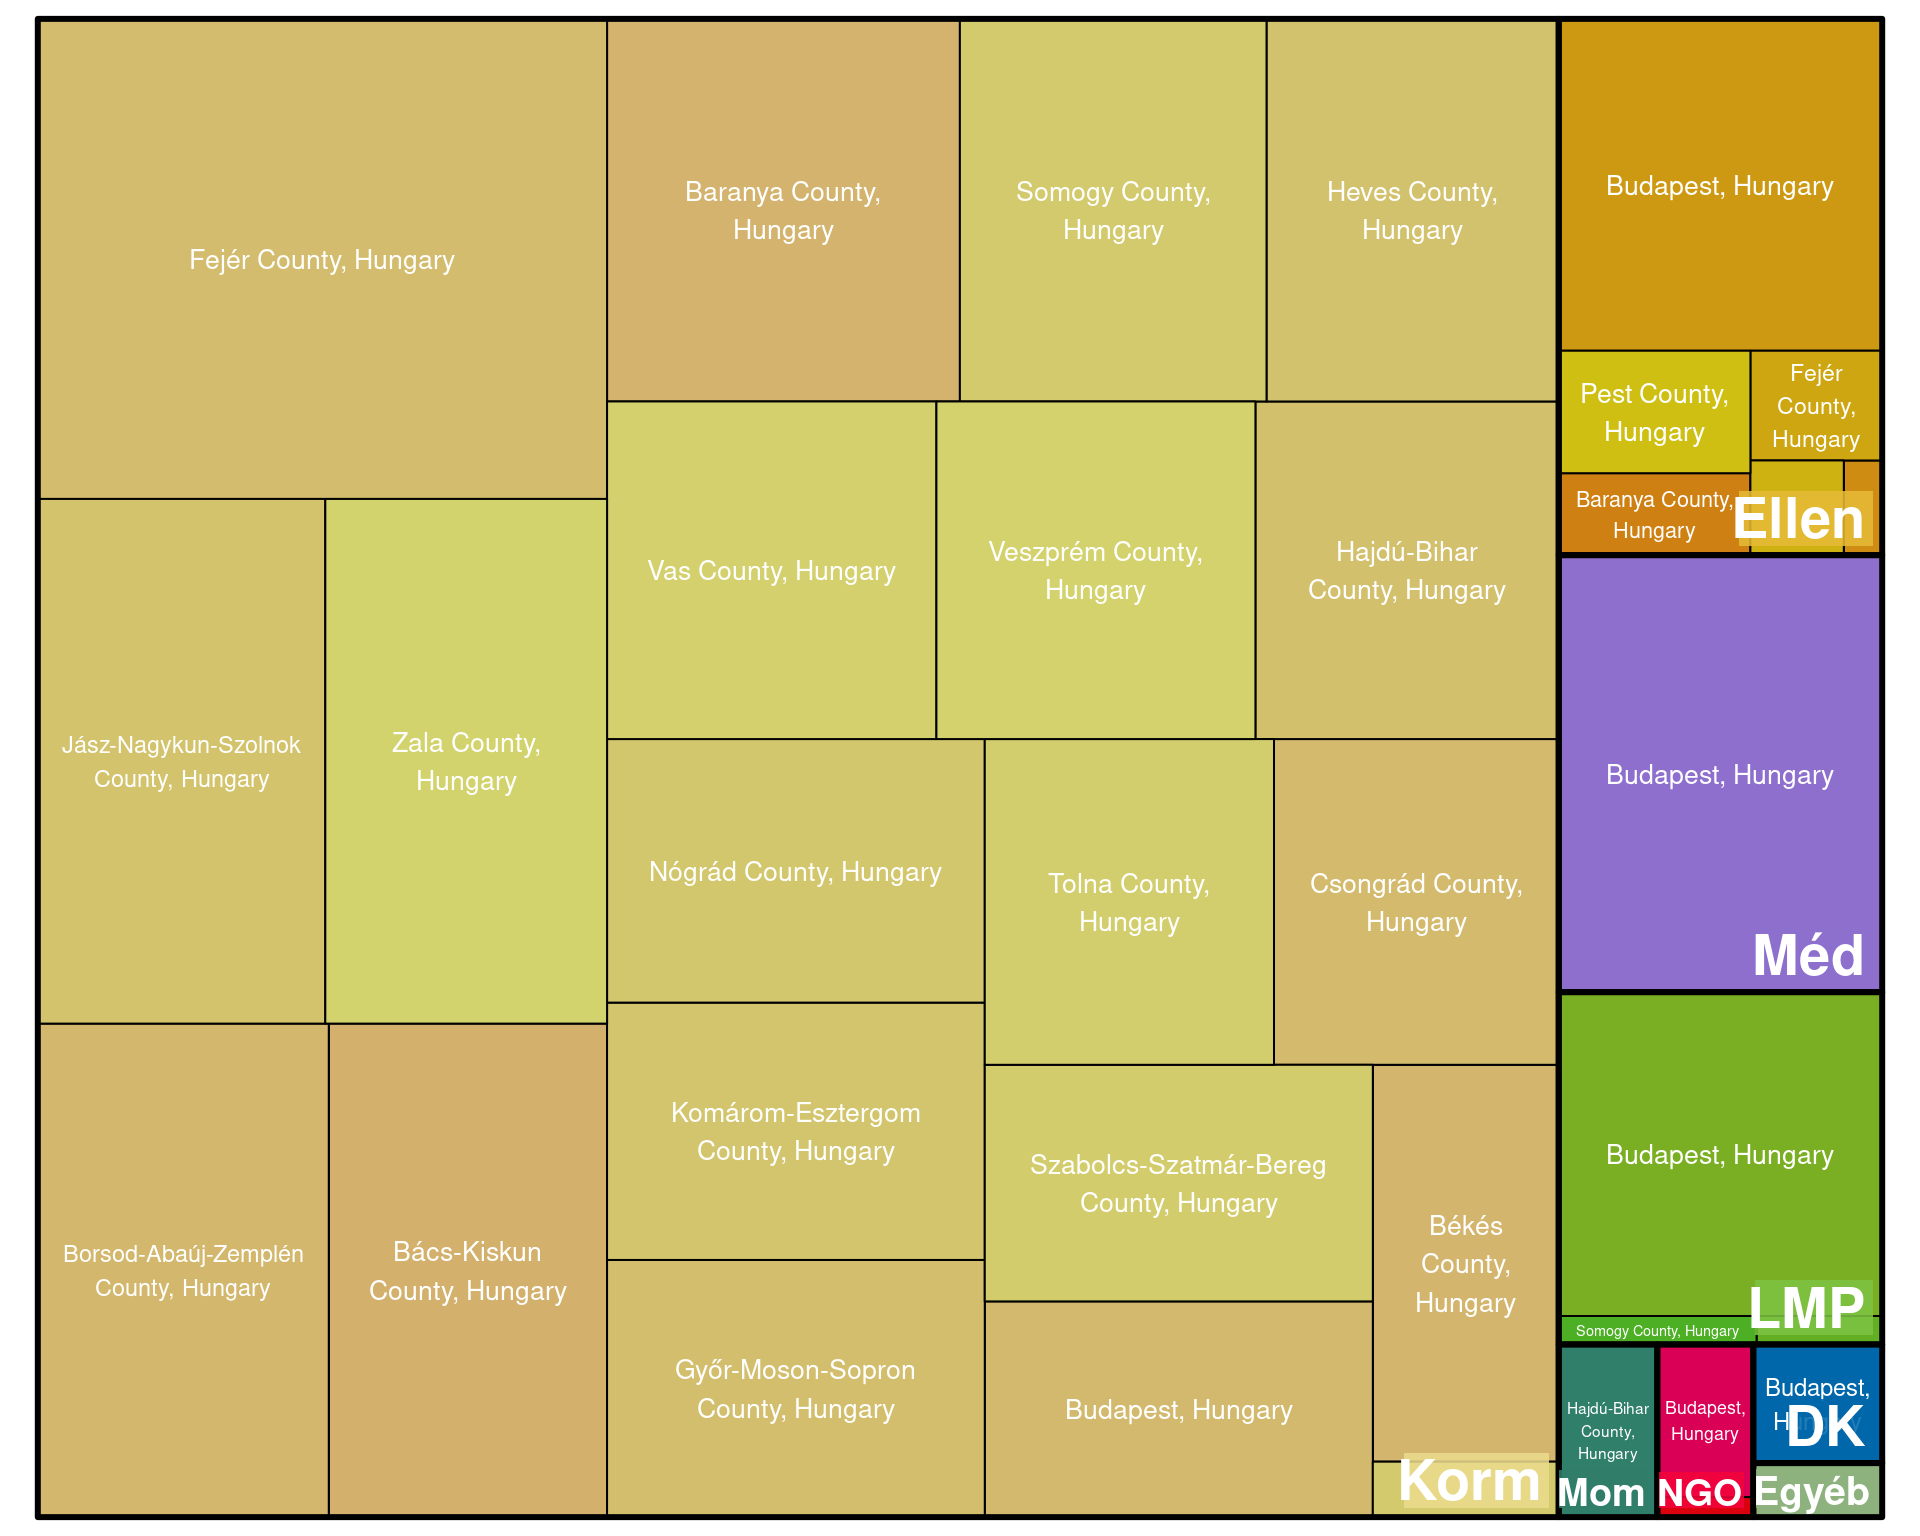 Fejér County, Hungary
Baranya County,
Hungary
Somogy County,
Hungary
Heves County,
Hungary
Jász-Nagykun-Szolnok
County, Hungary
Zala County,
Hungary
Vas County, Hungary
Veszprém County,
Hungary
Hajdú-Bihar
County, Hungary
Nógrád County, Hungary
Tolna County,
Hungary
Csongrád County,
Hungary
Borsod-Abaúj-Zemplén
County, Hungary
Bács-Kiskun
County, Hungary
Komárom-Esztergom
County, Hungary
Szabolcs-Szatmár-Bereg
County, Hungary
Békés
County,
Hungary
Győr-Moson-Sopron
County, Hungary
Budapest, Hungary
Korm
Budapest, Hungary
Pest County,
Hungary
Fejér
County,
Hungary
Baranya County,
Hungary
Ellen
Budapest, Hungary
Méd
Budapest, Hungary
Somogy County, Hungary
LMP
Hajdú-Bihar
County,
Hungary
Mom
Budapest,
Hungary
NGO
Budapest,
Hungary
DK
Egyéb